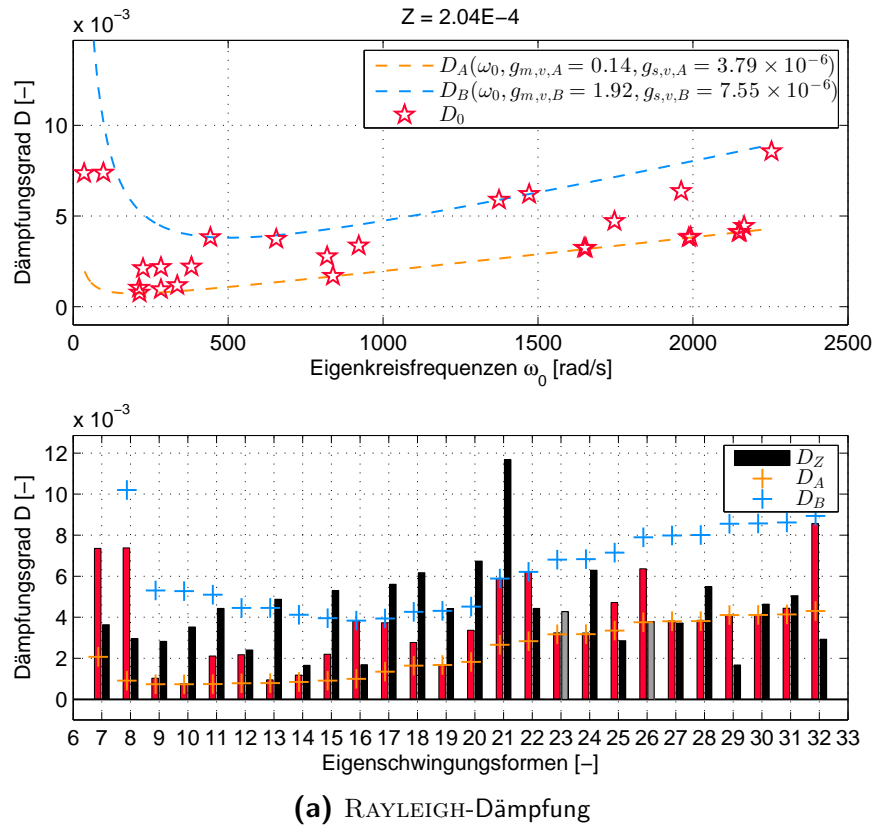 x 10⁻³
Z = 2.04E−4
D_A(ω0, g_{m,v,A} = 0.14, g_{s,v,A} = 3.79 × 10⁻⁶)
D_B(ω0, g_{m,v,B} = 1.92, g_{s,v,B} = 7.55 × 10⁻⁶)
D_0
Dämpfungsgrad D [−]
10
5
0
0 500 1000 1500 2000 2500
Eigenkreisfrequenzen ω_0 [rad/s]
x 10⁻³
D_Z
D_A
D_B
Dämpfungsgrad D [−]
12
10
8
6
4
2
0
6 7 8 9 10 11 12 13 14 15 16 17 18 19 20 21 22 23 24 25 26 27 28 29 30 31 32 33
Eigenschwingungsformen [−]
(a) RAYLEIGH-Dämpfung